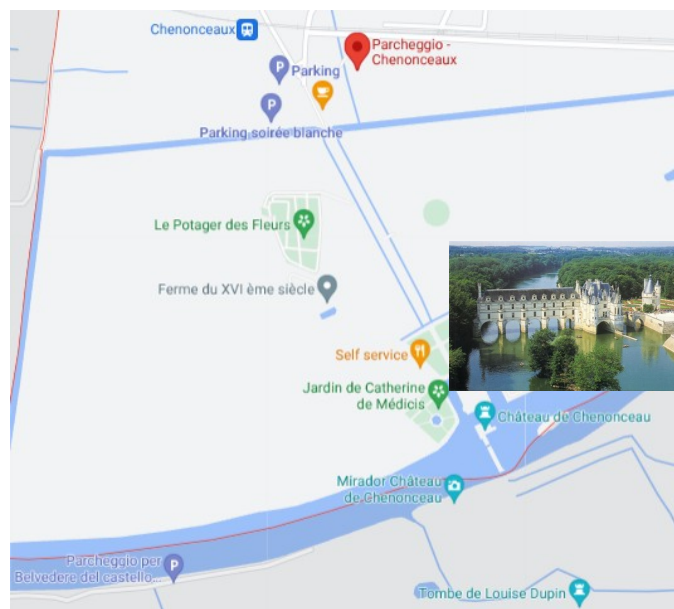 Chenonceaux
Parcheggio -
Chenonceaux
P
Parking
P
Parking soirée blanche
Le Potager des Fleurs
Ferme du XVI ème siècle
Self service
Jardin de Catherine
de Médicis
Château de Chenonceau
Mirador Château
de Chenonceau
Parcheggio per
Belvedere del castello...
P
Tombe de Louise Dupin